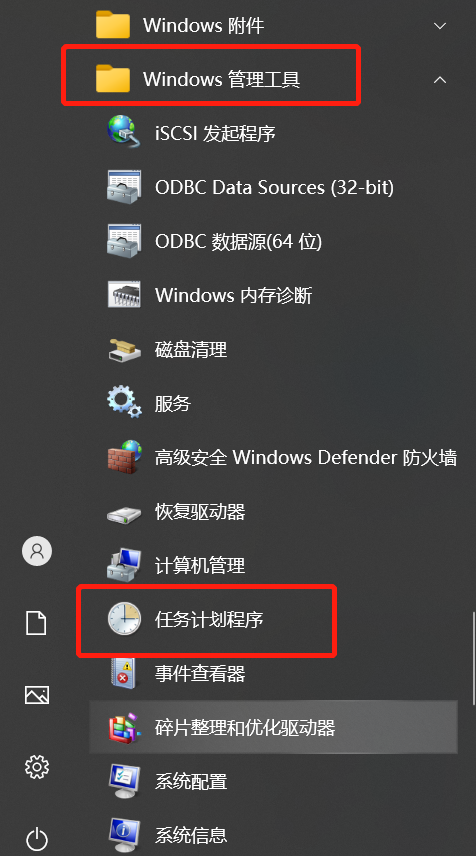 Windows 附件
Windows 管理工具
iSCSI 发起程序
ODBC Data Sources (32-bit)
ODBC 数据源(64 位)
Windows 内存诊断
磁盘清理
服务
高级安全 Windows Defender 防火墙
恢复驱动器
计算机管理
任务计划程序
事件查看器
碎片整理和优化驱动器
系统配置
系统信息